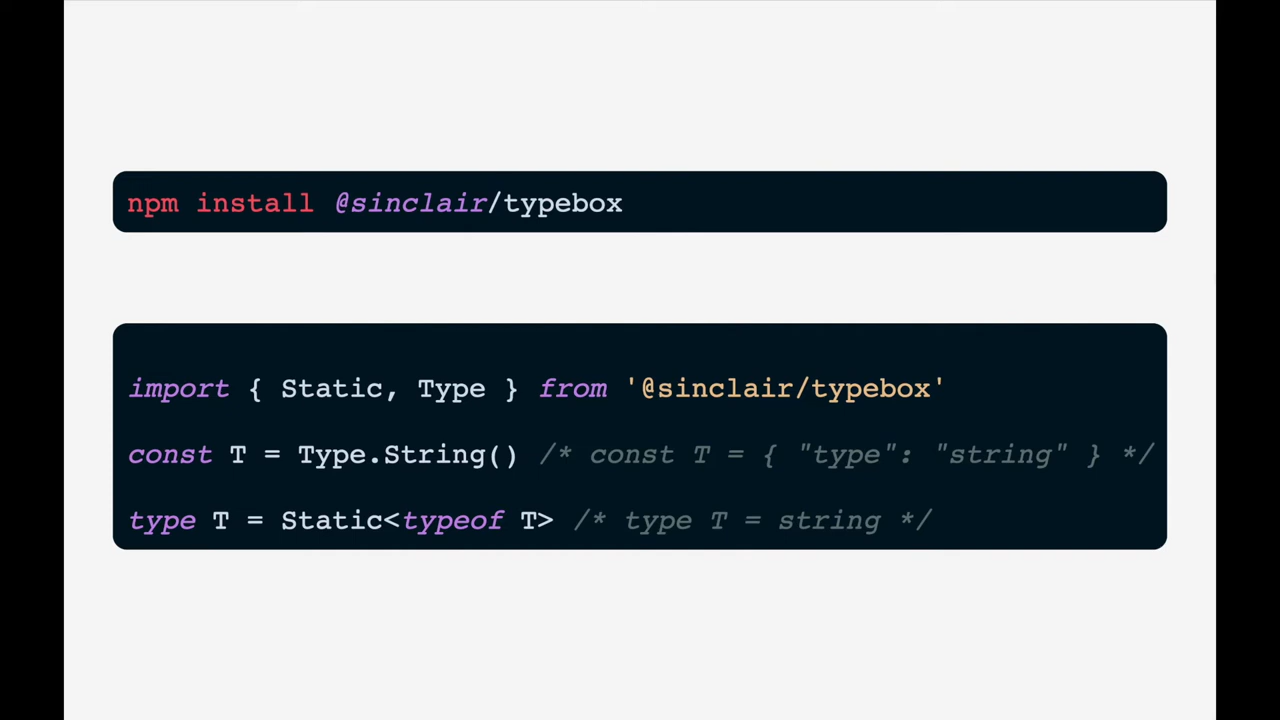 npm install @sinclair/typebox
import { Static, Type } from '@sinclair/typebox'
const T = Type.String() /* const T = { "type": "string" } */
type T = Static<typeof T> /* type T = string */